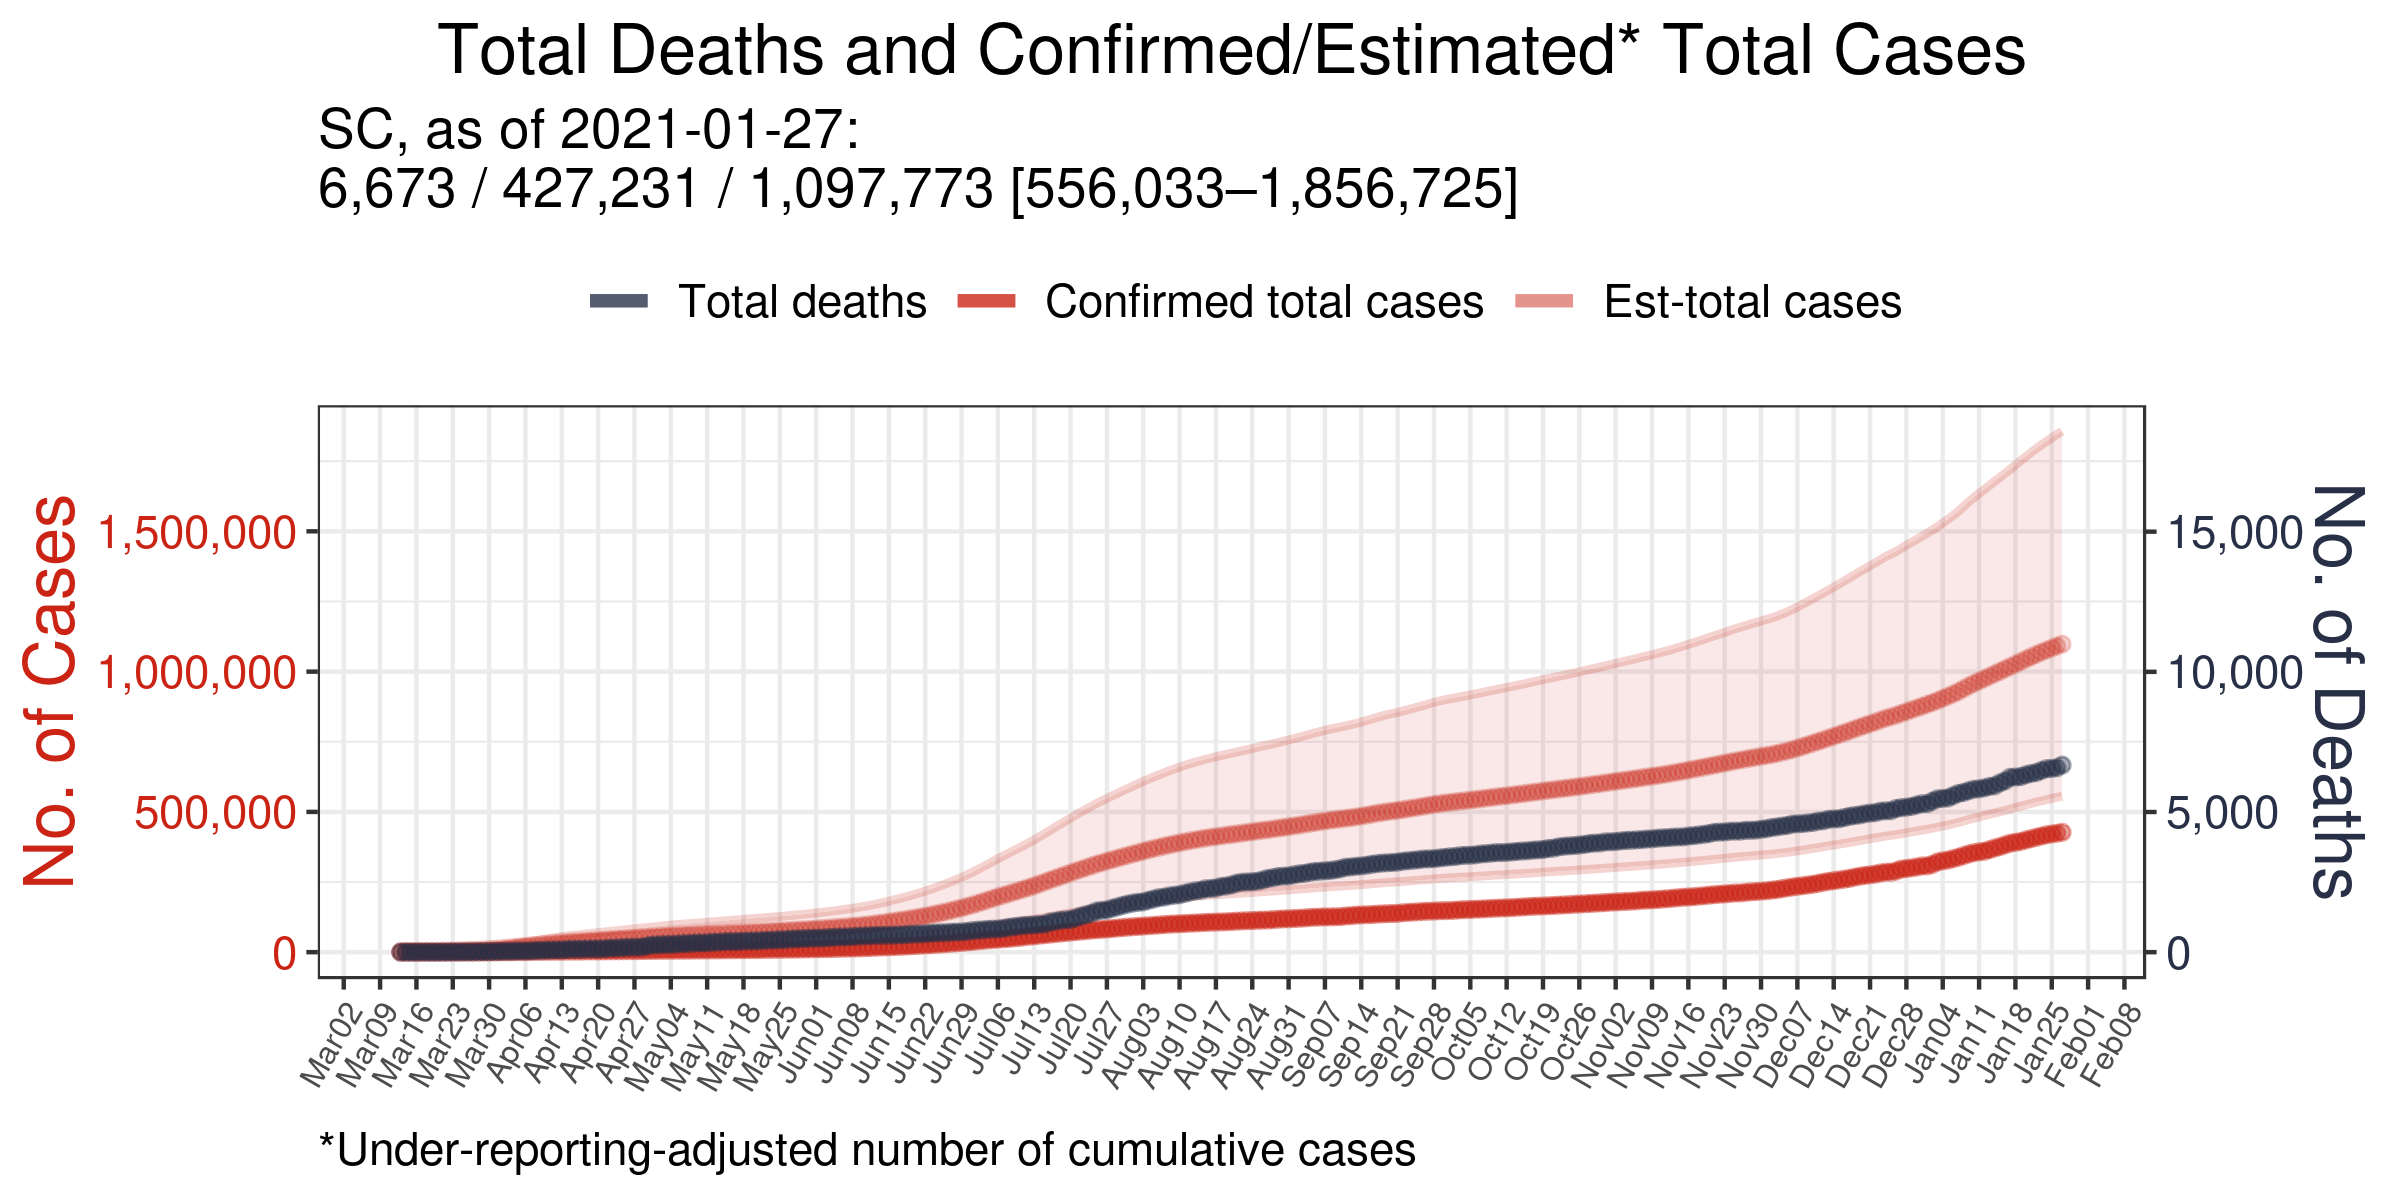 Total Deaths and Confirmed/Estimated* Total Cases
SC, as of 2021-01-27:
6,673 / 427,231 / 1,097,773 [556,033–1,856,725]
Total deaths
Confirmed total cases
Est-total cases
No. of Cases
1,500,000
1,000,000
500,000
0
15,000
10,000
5,000
0
No. of Deaths
Mar02
Mar09
Mar16
Mar23
Mar30
Apr06
Apr13
Apr20
Apr27
May04
May11
May18
May25
Jun01
Jun08
Jun15
Jun22
Jun29
Jul06
Jul13
Jul20
Jul27
Aug03
Aug10
Aug17
Aug24
Aug31
Sep07
Sep14
Sep21
Sep28
Oct05
Oct12
Oct19
Oct26
Nov02
Nov09
Nov16
Nov23
Nov30
Dec07
Dec14
Dec21
Dec28
Jan04
Jan11
Jan18
Jan25
Feb01
Feb08
*Under-reporting-adjusted number of cumulative cases